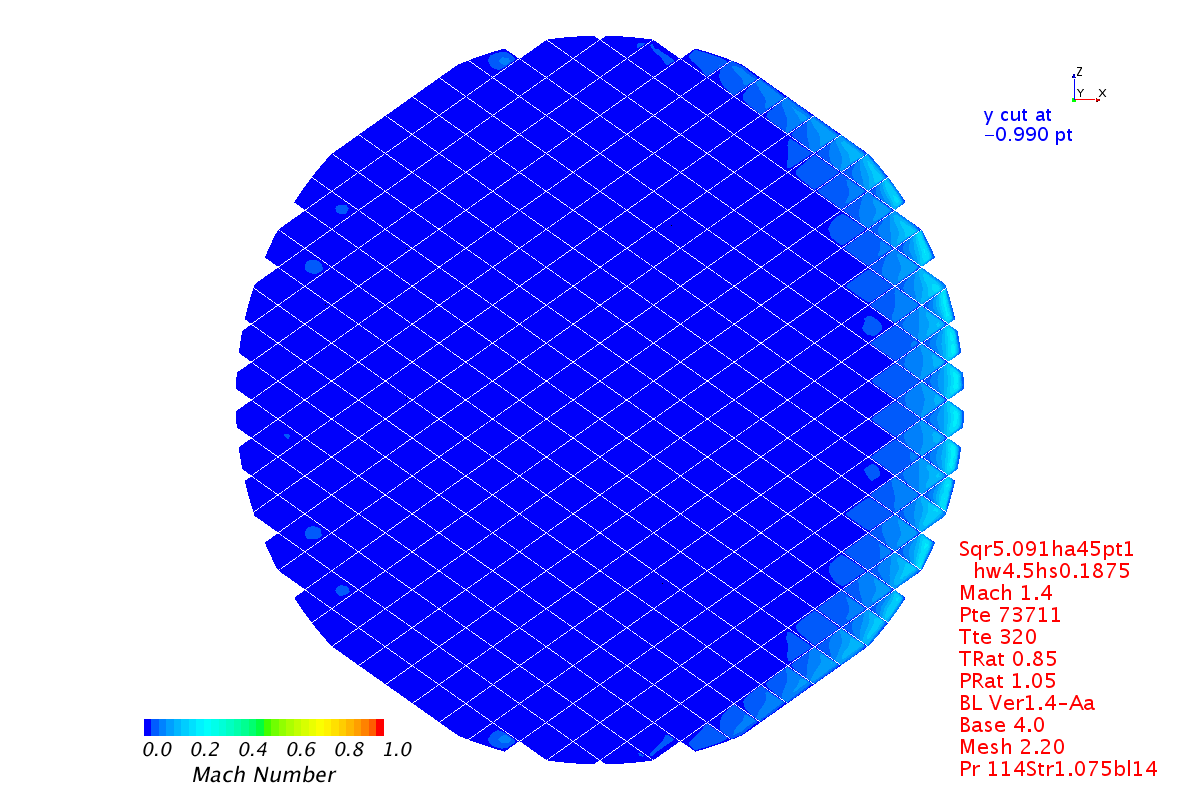 Z
Y X
y cut at
−0.990 pt
Sqr5.091ha45pt1
hw4.5hs0.1875
Mach 1.4
Pte 73711
Tte 320
TRat 0.85
PRat 1.05
BL Ver1.4−Aa
Base 4.0
Mesh 2.20
Pr 114Str1.075bl14
0.0 0.2 0.4 0.6 0.8 1.0
Mach Number